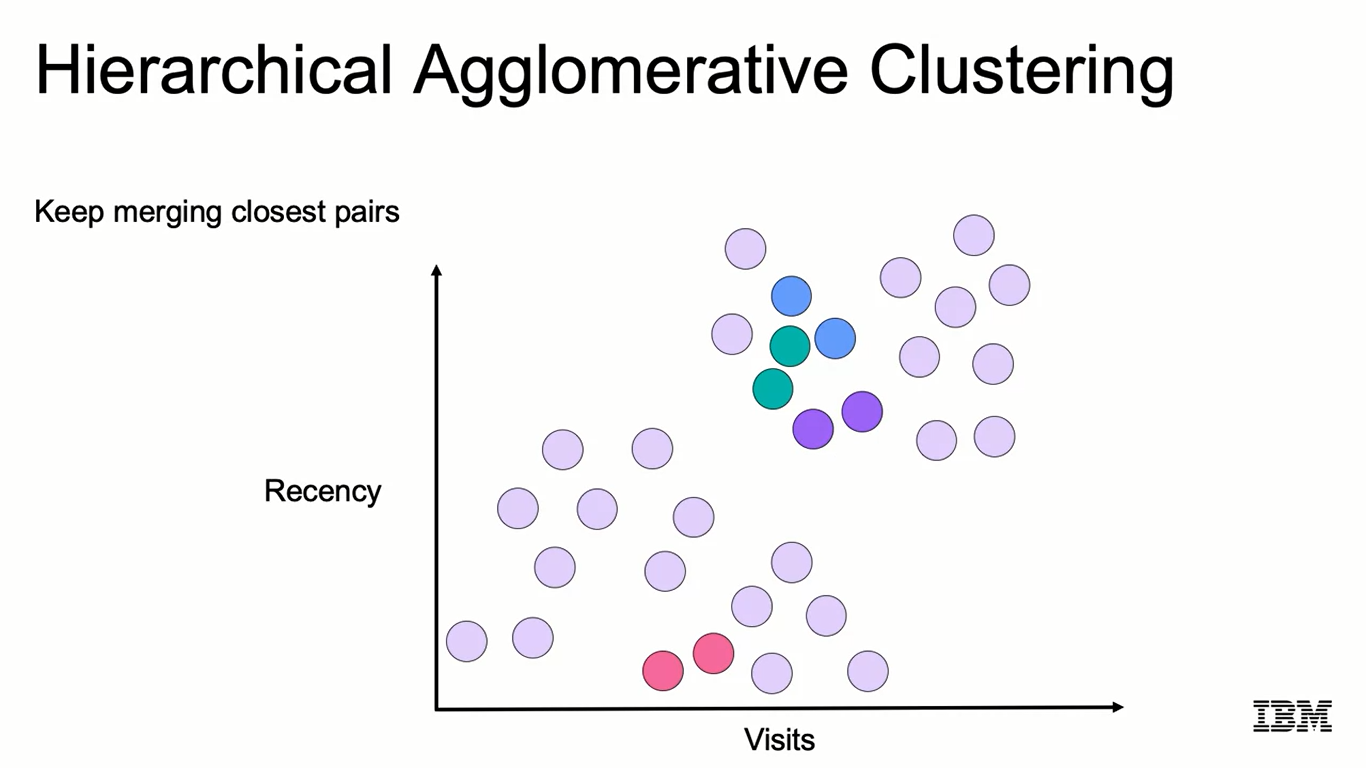 Hierarchical Agglomerative Clustering
Keep merging closest pairs
Recency
Visits
IBM